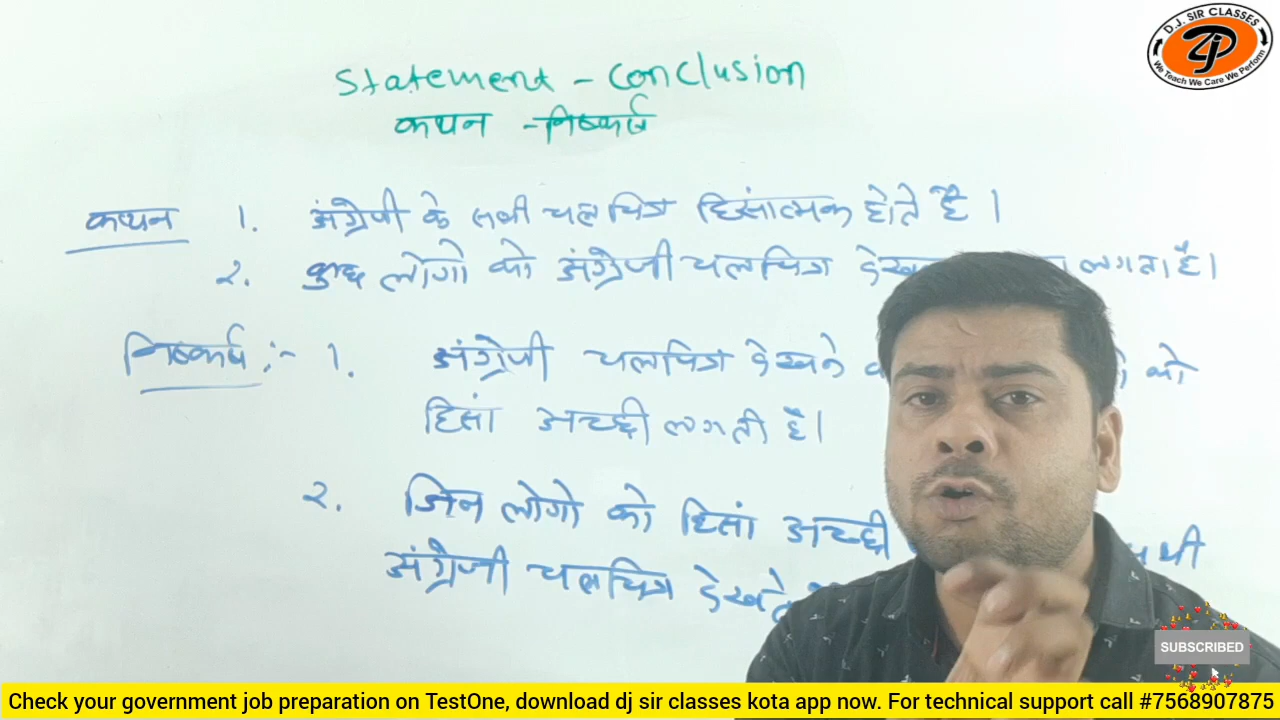 D.J. SIR CLASSES
Dj
We Teach We Care We Perform
Statement - Conclusion
कथन - निष्कर्ष
कथन 1. अंग्रेजी के सभी चलचित्र हिसांत्मक होते है ।
2. कुछ लोगो को अंग्रेजी चलचित्र लगता है ।
निष्कर्ष :- 1. अंग्रेजी चलचित्र देखने को
हिसां अच्छी लगती है ।
2. जिन लोगो को हिसां अच्छी
अंग्रेजी चलचित्र देखते
SUBSCRIBED
Check your government job preparation on TestOne, download dj sir classes kota app now. For technical support call #7568907875